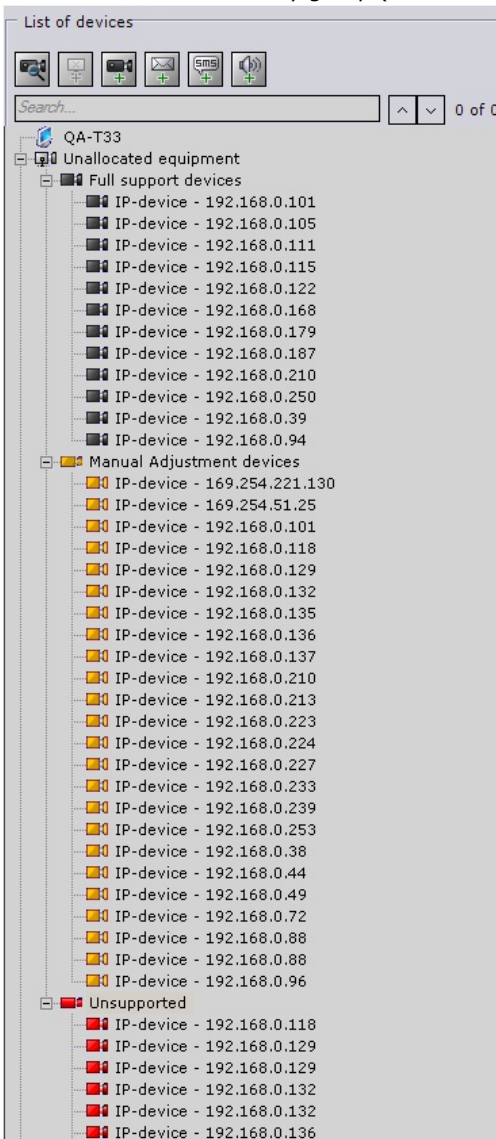 List of devices
sms
Search...
0 of 0
QA-T33
Unallocated equipment
Full support devices
IP-device - 192.168.0.101
IP-device - 192.168.0.105
IP-device - 192.168.0.111
IP-device - 192.168.0.115
IP-device - 192.168.0.122
IP-device - 192.168.0.168
IP-device - 192.168.0.179
IP-device - 192.168.0.187
IP-device - 192.168.0.210
IP-device - 192.168.0.250
IP-device - 192.168.0.39
IP-device - 192.168.0.94
Manual Adjustment devices
IP-device - 169.254.221.130
IP-device - 169.254.51.25
IP-device - 192.168.0.101
IP-device - 192.168.0.118
IP-device - 192.168.0.129
IP-device - 192.168.0.132
IP-device - 192.168.0.135
IP-device - 192.168.0.136
IP-device - 192.168.0.137
IP-device - 192.168.0.210
IP-device - 192.168.0.213
IP-device - 192.168.0.223
IP-device - 192.168.0.224
IP-device - 192.168.0.227
IP-device - 192.168.0.233
IP-device - 192.168.0.239
IP-device - 192.168.0.253
IP-device - 192.168.0.38
IP-device - 192.168.0.44
IP-device - 192.168.0.49
IP-device - 192.168.0.72
IP-device - 192.168.0.88
IP-device - 192.168.0.88
IP-device - 192.168.0.96
Unsupported
IP-device - 192.168.0.118
IP-device - 192.168.0.129
IP-device - 192.168.0.129
IP-device - 192.168.0.132
IP-device - 192.168.0.132
IP-device - 192.168.0.136